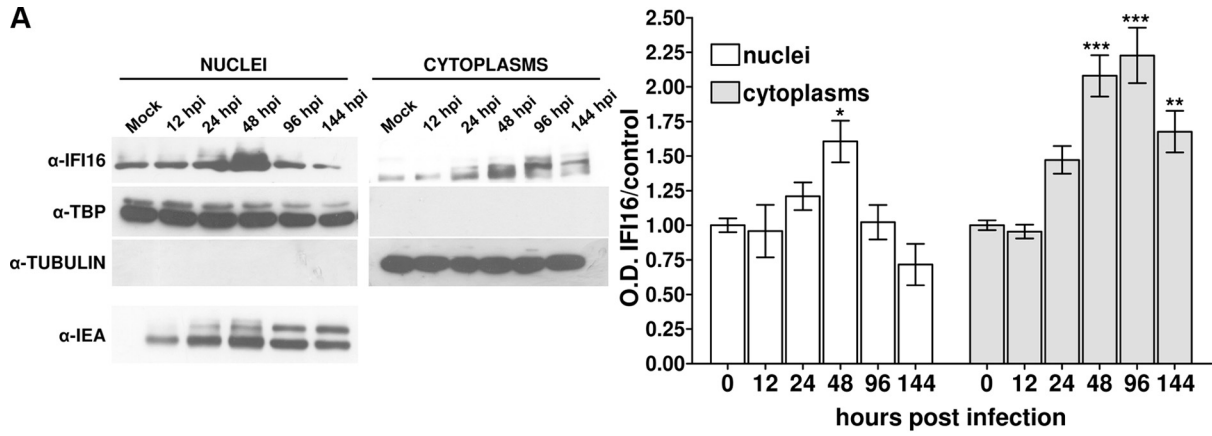 A
NUCLEI
CYTOPLASMS
Mock 12 hpi 24 hpi 48 hpi 96 hpi 144 hpi
Mock 12 hpi 24 hpi 48 hpi 96 hpi 144 hpi
α-IFI16
α-TBP
α-TUBULIN
α-IEA
O.D. IFI16/control
2.50
2.25
2.00
1.75
1.50
1.25
1.00
0.75
0.50
0.25
0.00
nuclei
cytoplasms
*
***
***
**
0 12 24 48 96 144 0 12 24 48 96 144
hours post infection